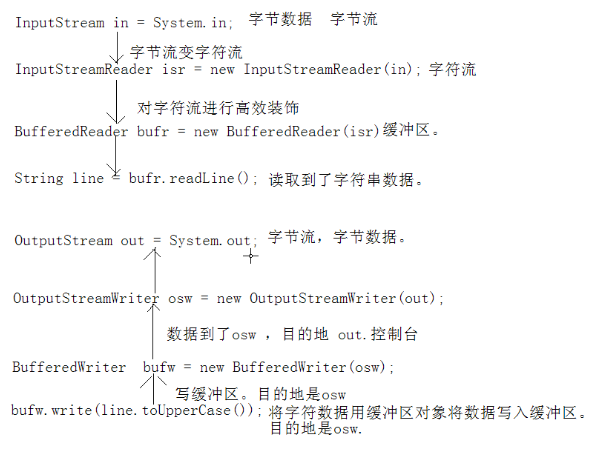 InputStream in = System.in; 字节数据 字节流
字节流变字符流
InputStreamReader isr = new InputStreamReader(in); 字符流
对字符流进行高效装饰
BufferedReader bufr = new BufferedReader(isr)缓冲区。
String line = bufr.readLine(); 读取到了字符串数据。
OutputStream out = System.out; 字节流，字节数据。
OutputStreamWriter osw = new OutputStreamWriter(out);
数据到了osw ，目的地 out.控制台
BufferedWriter bufw = new BufferedWriter(osw);
写缓冲区。目的地是osw
bufw.write(line.toUpperCase()); 将字符数据用缓冲区对象将数据写入缓冲区。
目的地是osw.